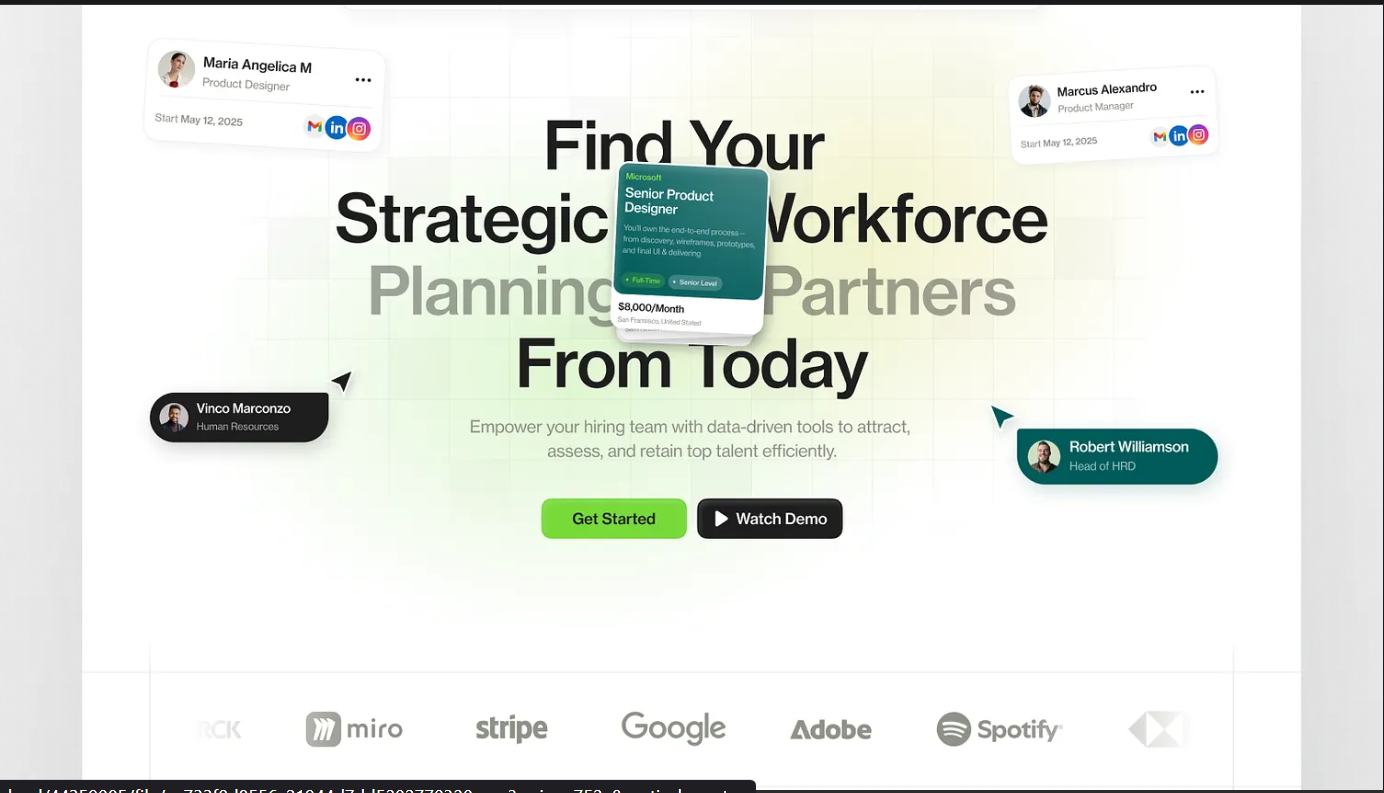 Maria Angelica M
Product Designer
Start May 12, 2025
Marcus Alexandro
Product Manager
Start May 12, 2025
Find Your
Strategic Workforce
Planning Partners
From Today
Microsoft
Senior Product
Designer
You'll own the end-to-end process—
from discovery, wireframes, prototypes,
and final UI & delivering
Full-Time
Senior Level
$8,000/Month
San Fransisco, United Stated
Vinco Marconzo
Human Resources
Robert Williamson
Head of HRD
Empower your hiring team with data-driven tools to attract,
assess, and retain top talent efficiently.
Get Started
Watch Demo
RCK
miro
stripe
Google
Adobe
Spotify